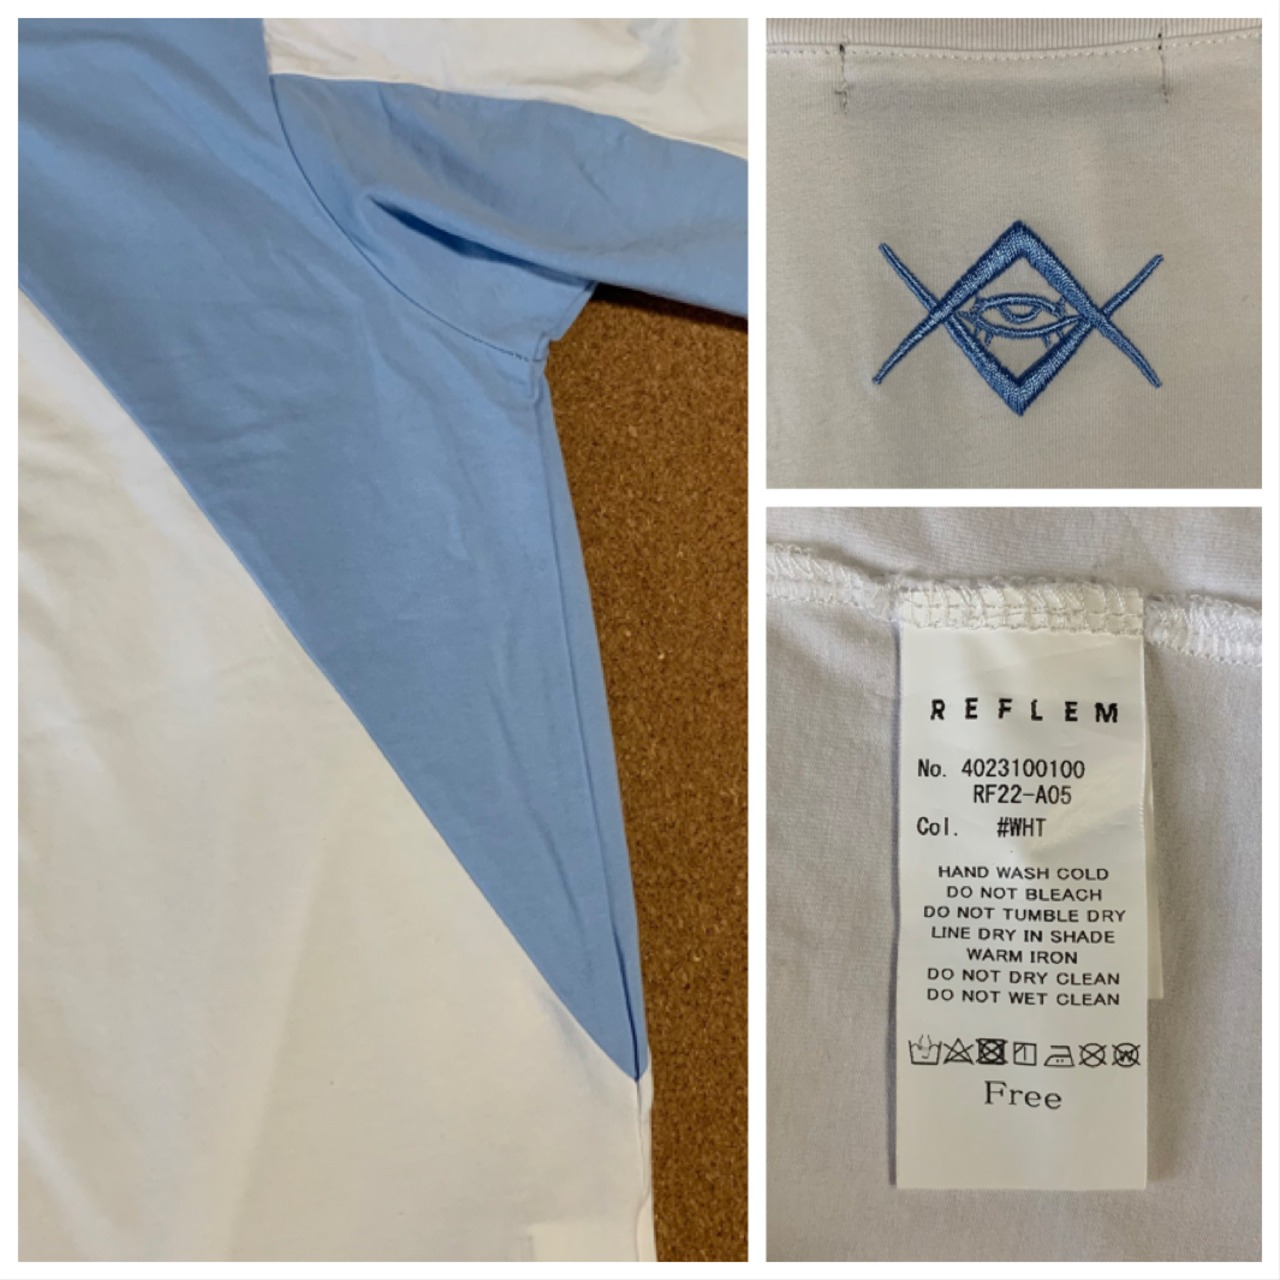 REFLEM
No. 4023100100
RF22-A05
Col. #WHT
HAND WASH COLD
DO NOT BLEACH
DO NOT TUMBLE DRY
LINE DRY IN SHADE
WARM IRON
DO NOT DRY CLEAN
DO NOT WET CLEAN
Free